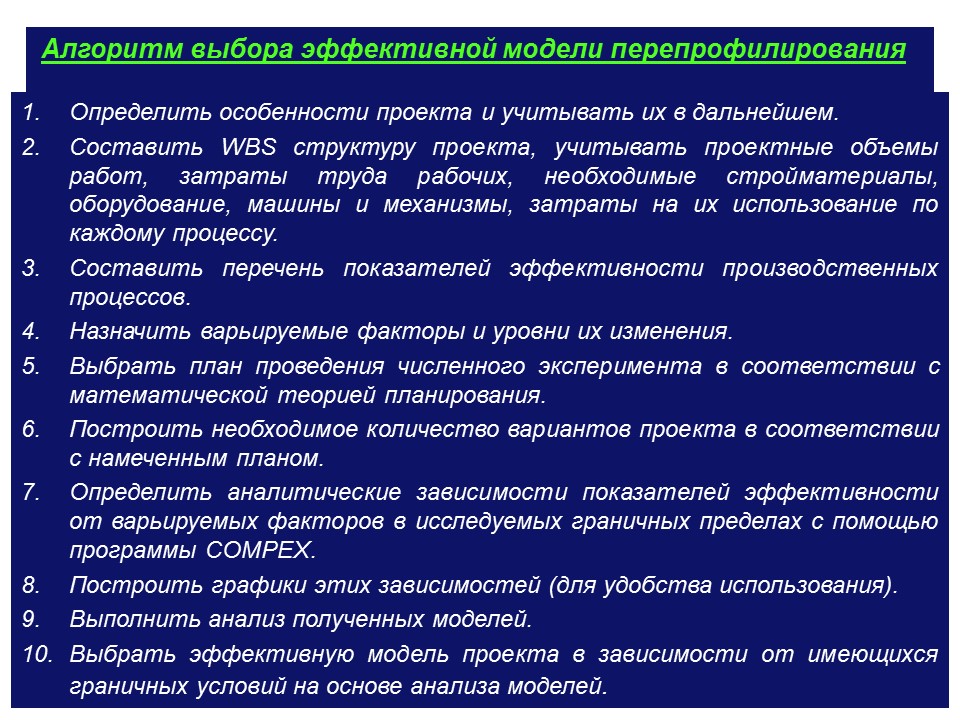 Алгоритм выбора эффективной модели перепрофилирования
1. Определить особенности проекта и учитывать их в дальнейшем.
2. Составить WBS структуру проекта, учитывать проектные объемы
работ, затраты труда рабочих, необходимые стройматериалы,
оборудование, машины и механизмы, затраты на их использование по
каждому процессу.
3. Составить перечень показателей эффективности производственных
процессов.
4. Назначить варьируемые факторы и уровни их изменения.
5. Выбрать план проведения численного эксперимента в соответствии с
математической теорией планирования.
6. Построить необходимое количество вариантов проекта в соответствии
с намеченным планом.
7. Определить аналитические зависимости показателей эффективности
от варьируемых факторов в исследуемых граничных пределах с помощью
программы COMPEX.
8. Построить графики этих зависимостей (для удобства использования).
9. Выполнить анализ полученных моделей.
10. Выбрать эффективную модель проекта в зависимости от имеющихся
граничных условий на основе анализа моделей.